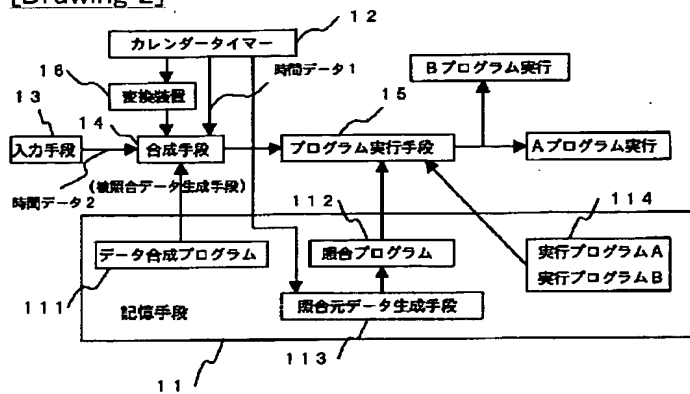 [Drawing 2]
12
カレンダータイマー
時間データ1
16
変換装置
Bプログラム実行
13
入力手段
14
合成手段
15
プログラム実行手段
Aプログラム実行
時間データ2
(被照合データ生成手段)
112
114
データ合成プログラム
照合プログラム
実行プログラムA
実行プログラムB
111
記憶手段
照合元データ生成手段
113
11